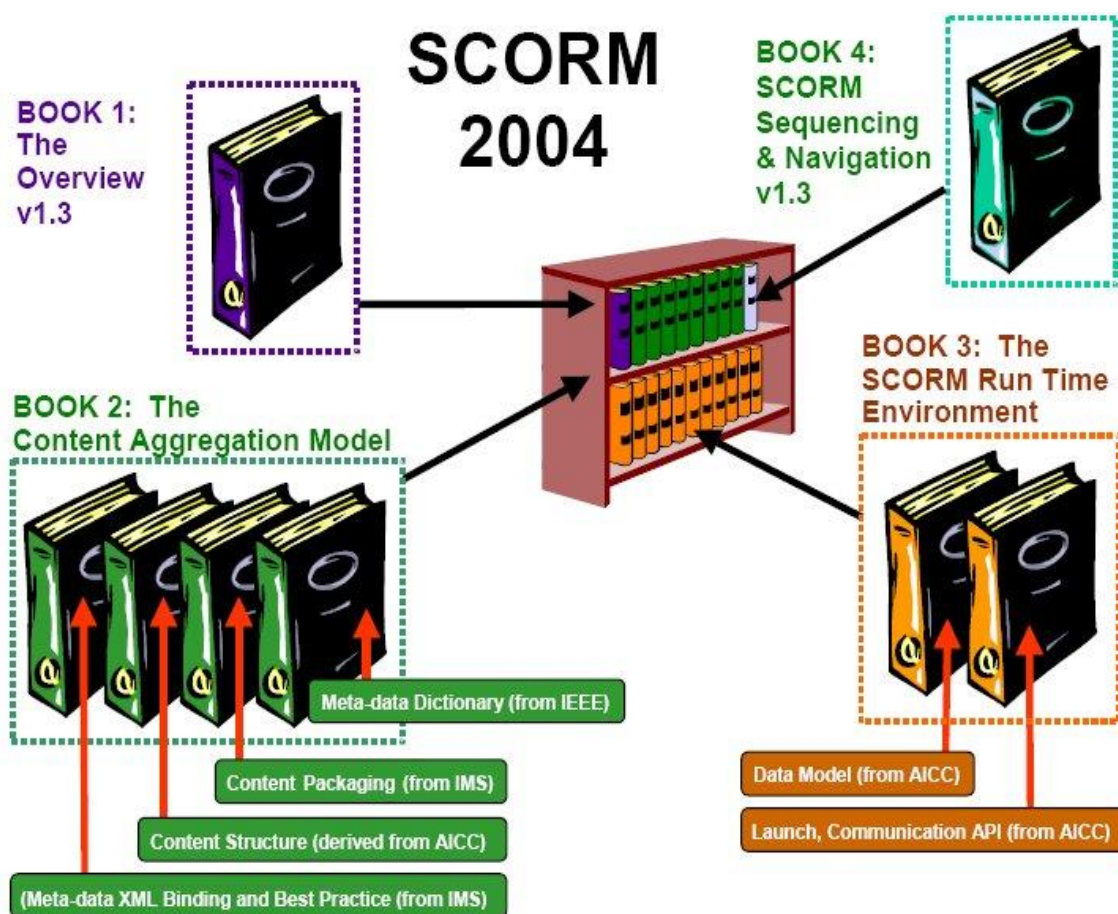 SCORM
2004
BOOK 1:
The
Overview
v1.3
BOOK 4:
SCORM
Sequencing
& Navigation
v1.3
BOOK 2:  The
Content Aggregation Model
BOOK 3:  The
SCORM Run Time
Environment
Meta-data Dictionary (from IEEE)
Content Packaging (from IMS)
Content Structure (derived from AICC)
(Meta-data XML Binding and Best Practice (from IMS)
Data Model (from AICC)
Launch, Communication API (from AICC)